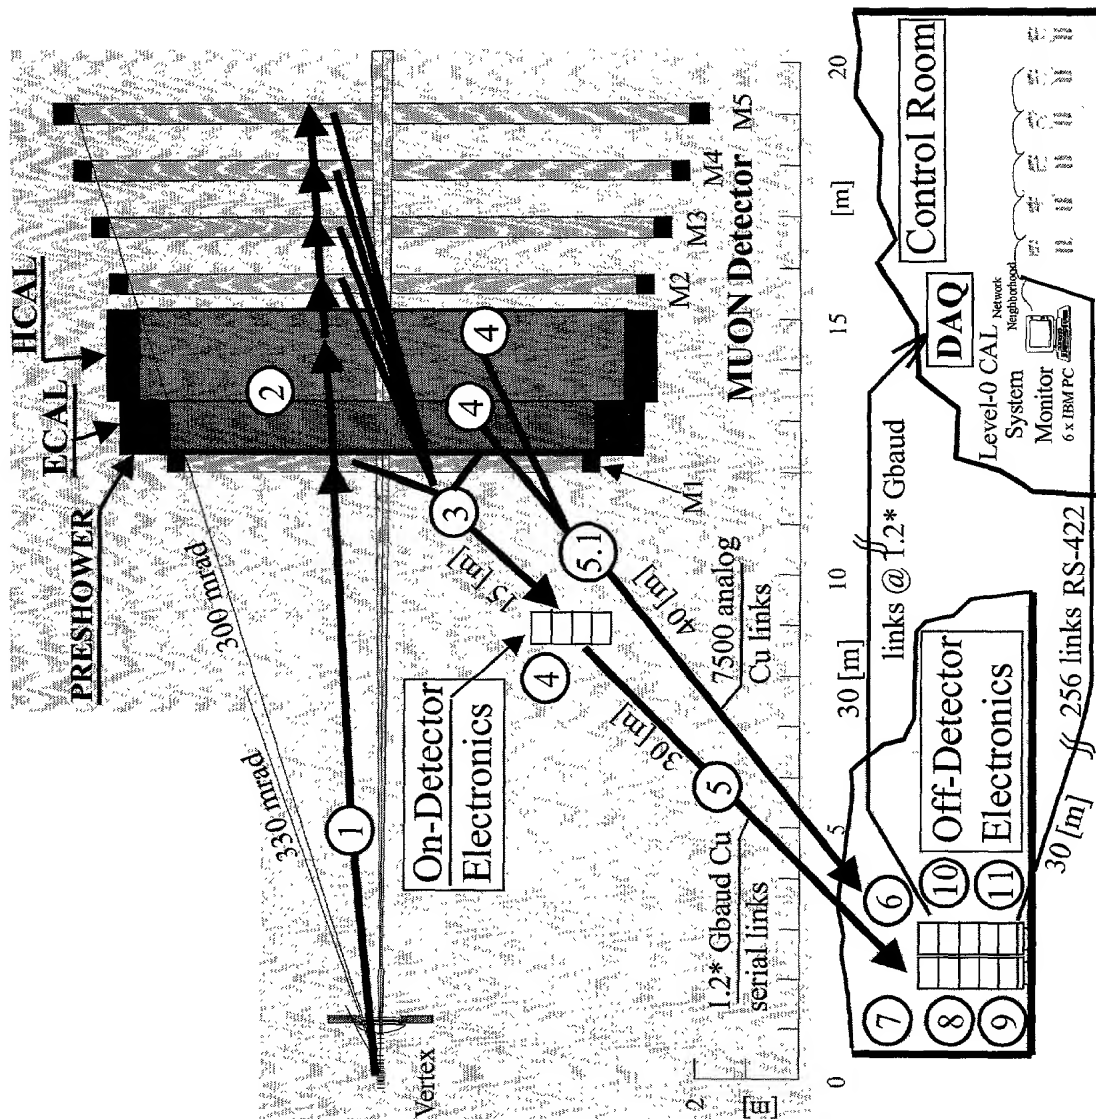 HCAL
ECAL
PRESHOWER
300 mrad
330 mrad
M1
M2
M3
M4
M5
MUON Detector
1
2
3
4
4
4
5
5.1
15 [m]
30 [m]
40 [m]
On-Detector
Electronics
Vertex
1.2* Gbaud Cu
serial links
7500 analog
Cu links
2
[m]
0
5
10
15
[m]
20
6
7
8
9
10
11
Off-Detector
Electronics
30 [m]
links @ 1.2* Gbaud
30 [m]
256 links RS-422
DAQ
Control Room
Level-0 CAL
System
Monitor
6 x IBM PC
Network
Neighborhood